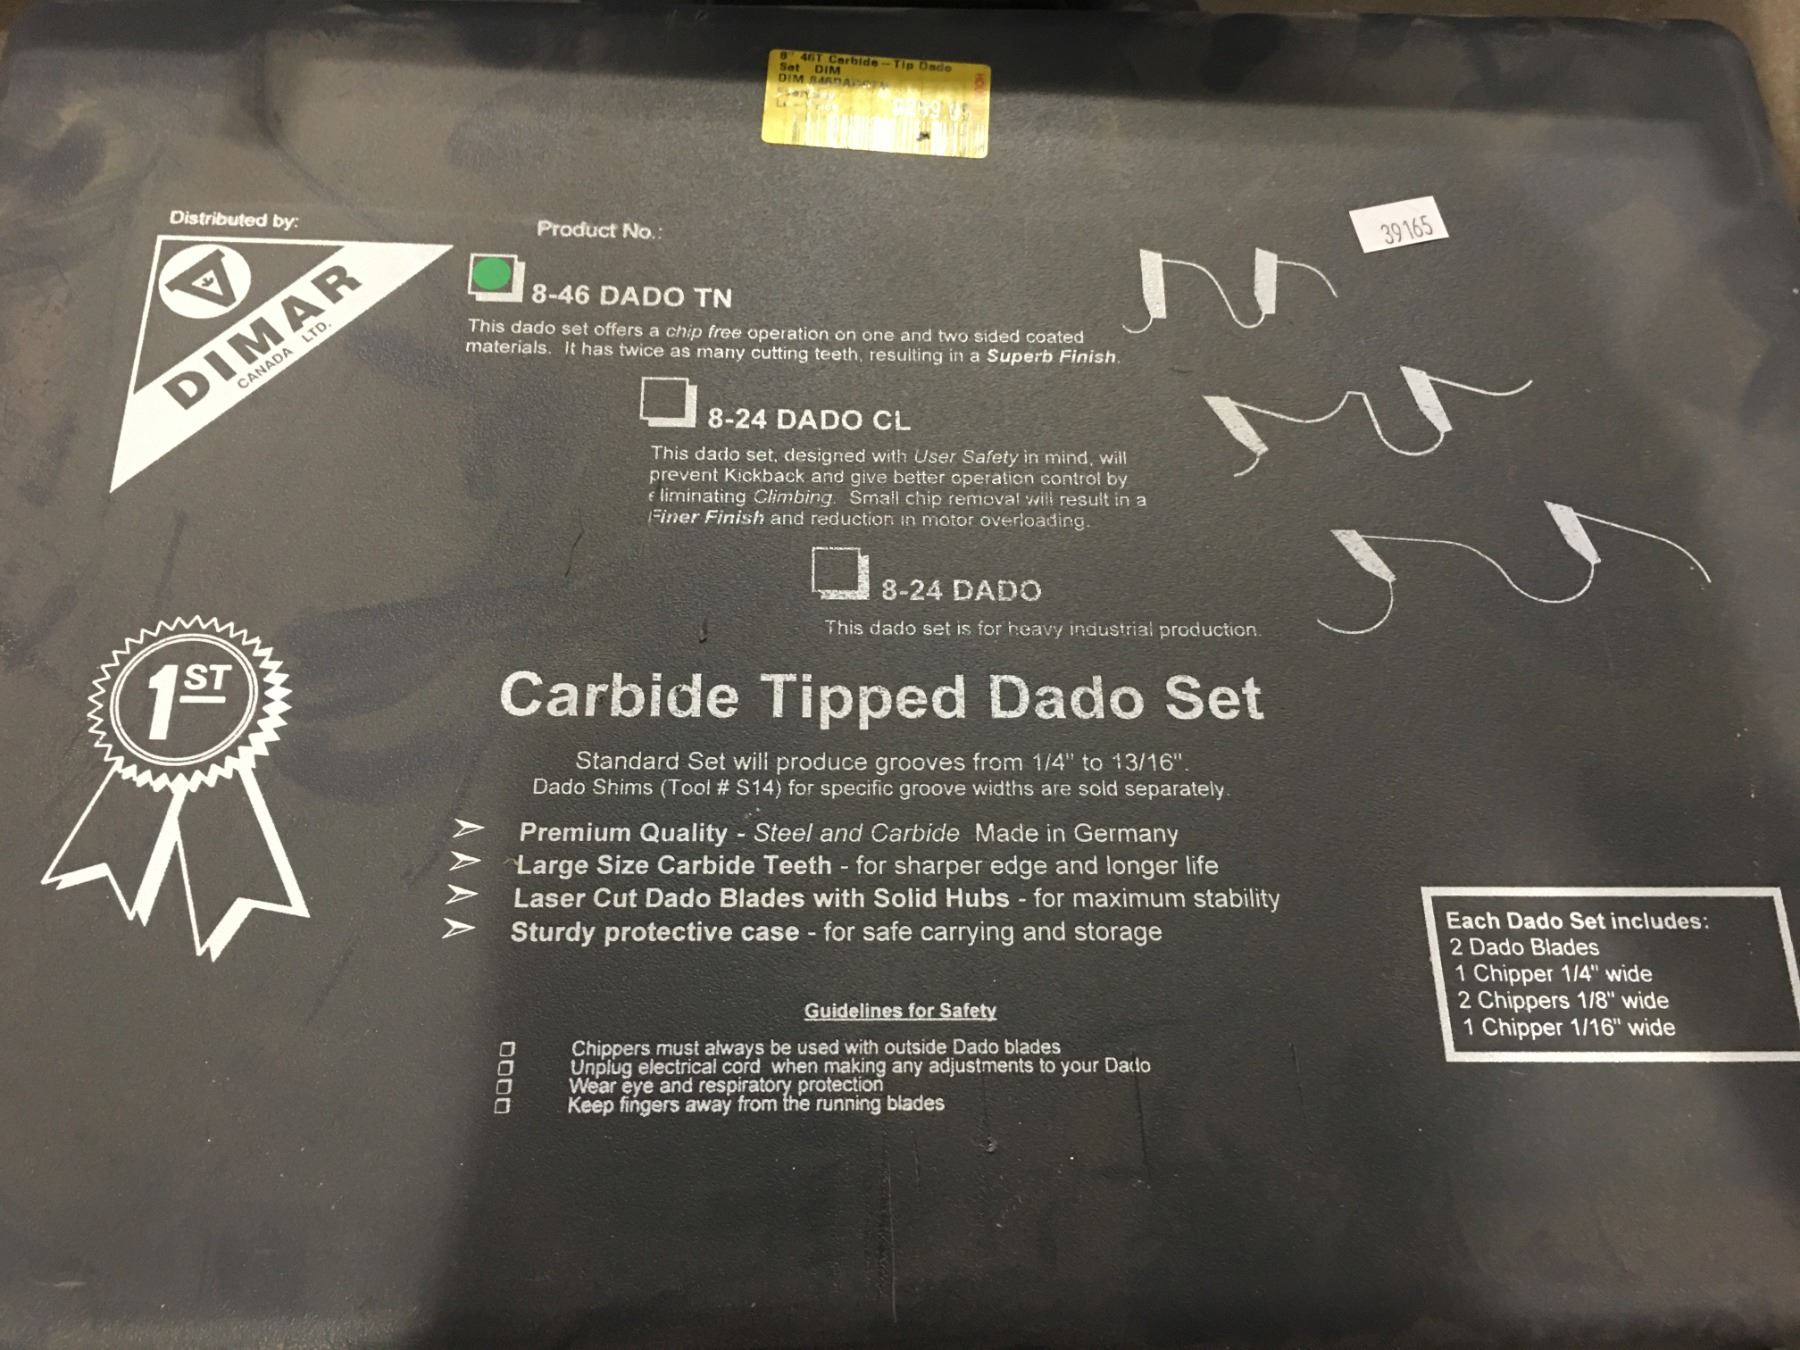 8" 46T Carbide-Tip Dado
Set DIM
DIM
39165
Distributed by:
DIMAR
CANADA LTD.
Product No.:
8-46 DADO TN
This dado set offers a chip free operation on one and two sided coated
materials. It has twice as many cutting teeth, resulting in a Superb Finish.
8-24 DADO CL
This dado set, designed with User Safety in mind, will
prevent Kickback and give better operation control by
eliminating Climbing. Small chip removal will result in a
Finer Finish and reduction in motor overloading.
8-24 DADO
This dado set is for heavy industrial production.
1ST
Carbide Tipped Dado Set
Standard Set will produce grooves from 1/4" to 13/16".
Dado Shims (Tool # S14) for specific groove widths are sold separately.
Premium Quality - Steel and Carbide Made in Germany
Large Size Carbide Teeth - for sharper edge and longer life
Laser Cut Dado Blades with Solid Hubs - for maximum stability
Sturdy protective case - for safe carrying and storage
Each Dado Set includes:
2 Dado Blades
1 Chipper 1/4" wide
2 Chippers 1/8" wide
1 Chipper 1/16" wide
Guidelines for Safety
Chippers must always be used with outside Dado blades
Unplug electrical cord when making any adjustments to your Dado
Wear eye and respiratory protection
Keep fingers away from the running blades